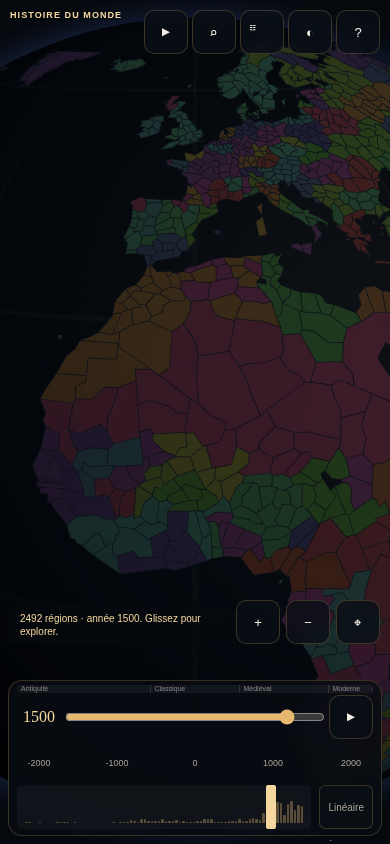 HISTOIRE DU MONDE
?
2492 régions · année 1500. Glissez pour
explorer.
+ −
Antiquité Classique Médiéval Moderne
1500
-2000 -1000 0 1000 2000
Linéaire